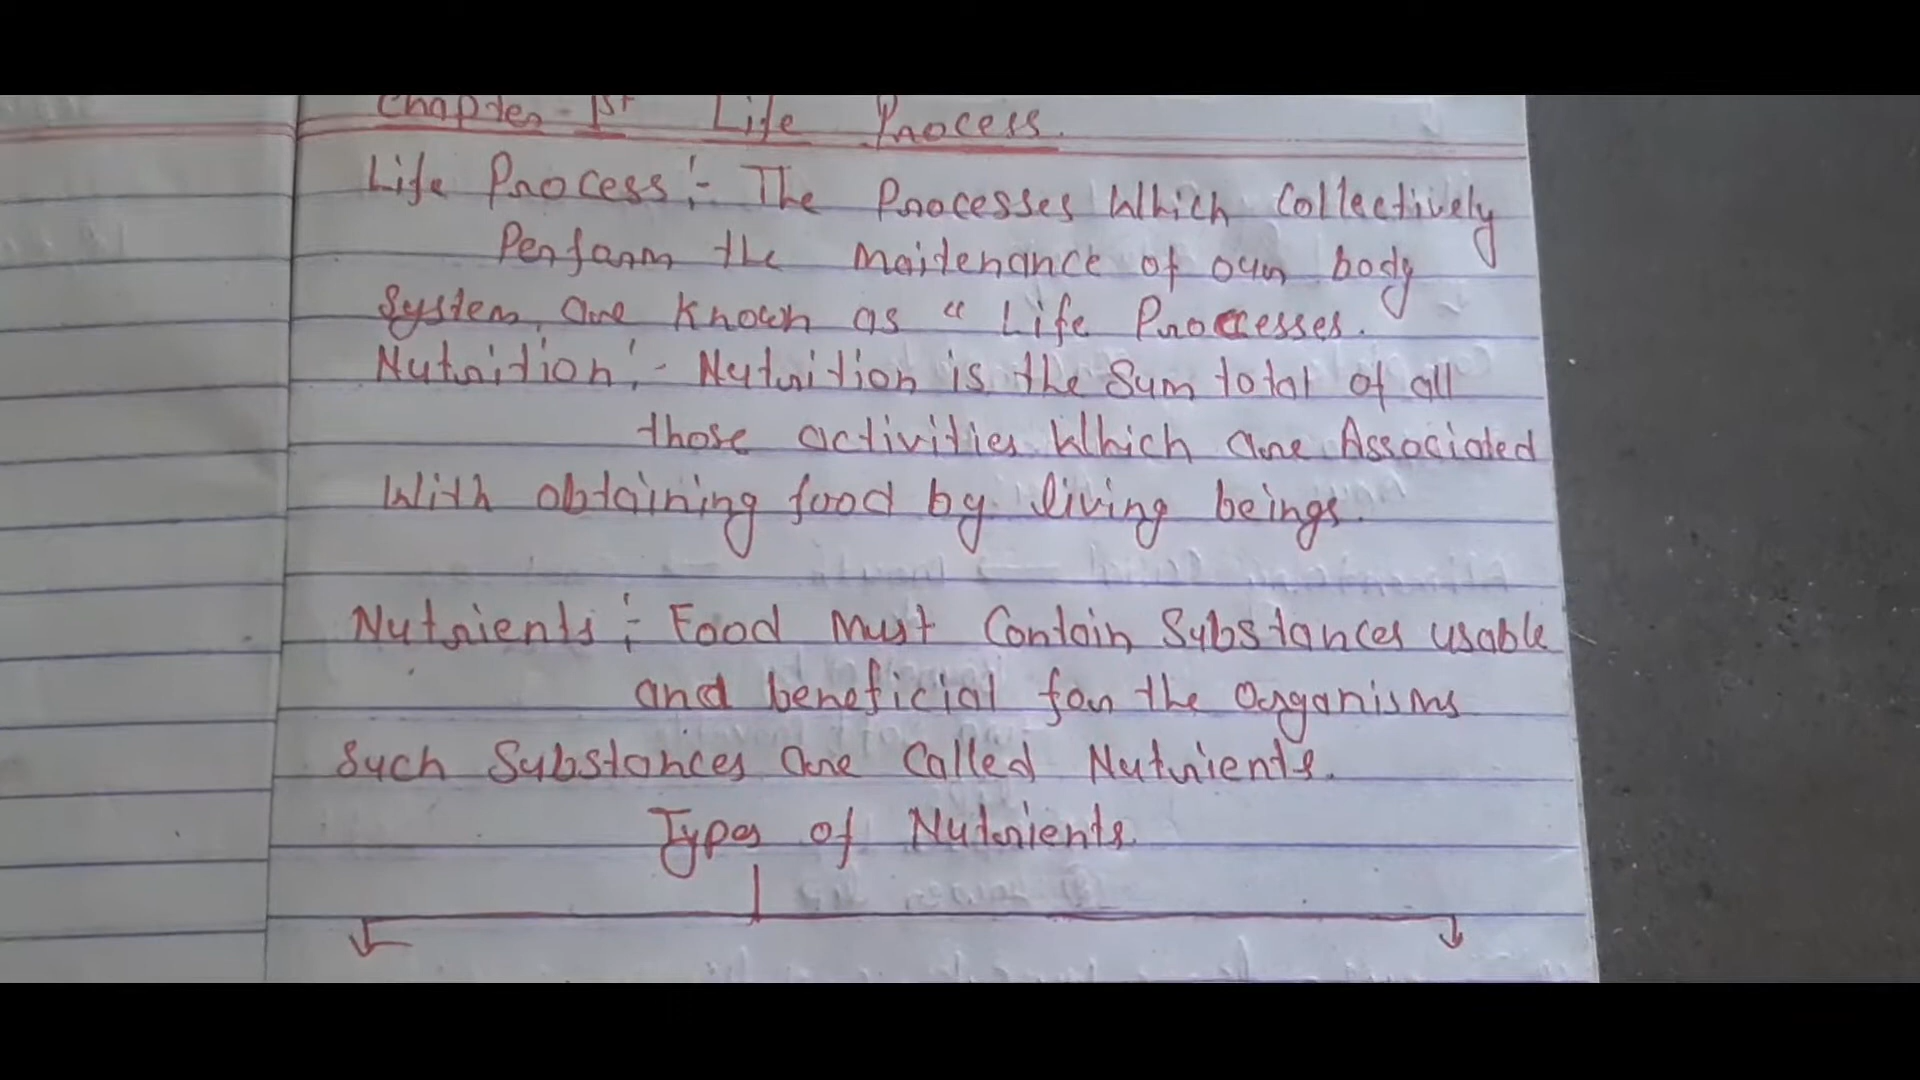 Chapter-1st Life Process.
Life Process:- The Processes Which Collectively
Perform the maitenance of our body
System, are known as “ Life Processes.
Nutrition:- Nutrition is the Sum total of all
those activities Which are Associated
With obtaining food by living beings.
Nutrients:- Food Must Contain Substances usable
and beneficial for the Organisms
Such Substances are Called Nutrients.
Types of Nutrients.